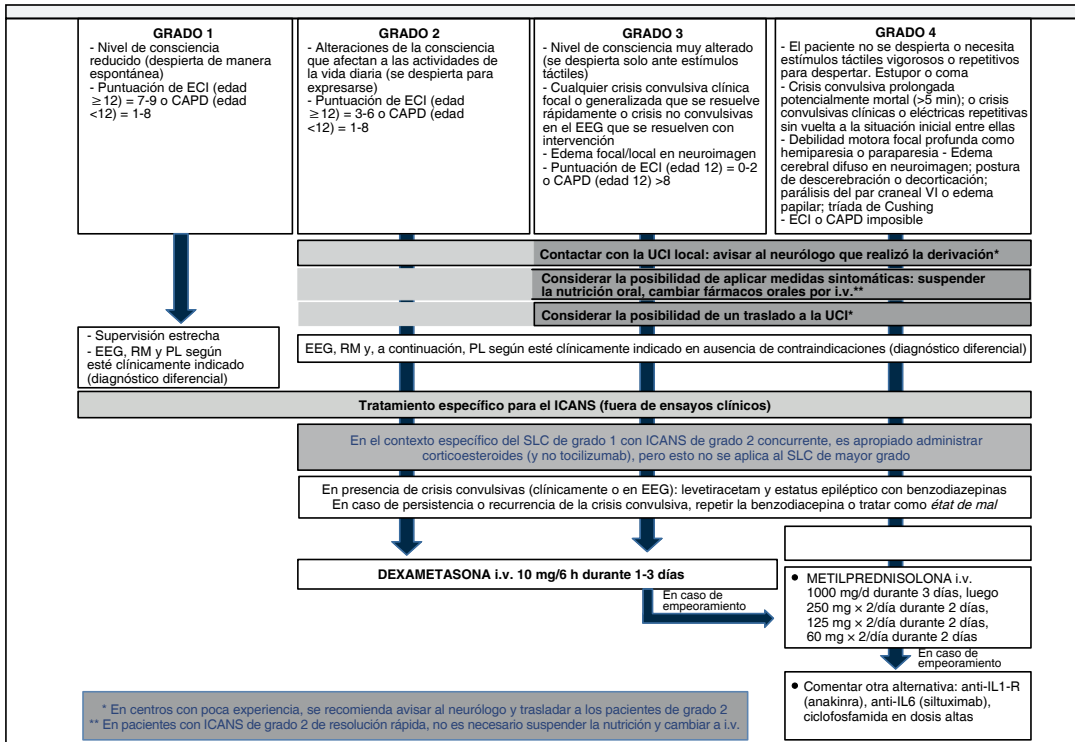 GRADO 1
- Nivel de consciencia
reducido (despierta de manera
espontánea)
- Puntuación de ECI (edad
≥12) = 7-9 o CAPD (edad
<12) = 1-8
GRADO 2
- Alteraciones de la consciencia
que afectan a las actividades de
la vida diaria (se despierta para
expresarse)
- Puntuación de ECI (edad
≥12) = 3-6 o CAPD (edad
<12) = 1-8
GRADO 3
- Nivel de consciencia muy alterado
(se despierta solo ante estímulos
táctiles)
- Cualquier crisis convulsiva clínica
focal o generalizada que se resuelve
rápidamente o crisis no convulsivas
en el EEG que se resuelven con
intervención
- Edema focal/local en neuroimagen
- Puntuación de ECI (edad 12) = 0-2
o CAPD (edad 12) >8
GRADO 4
- El paciente no se despierta o necesita
estímulos táctiles vigorosos o repetitivos
para despertar. Estupor o coma
- Crisis convulsiva prolongada
potencialmente mortal (>5 min); o crisis
convulsivas clínicas o eléctricas repetitivas
sin vuelta a la situación inicial entre ellas
- Debilidad motora focal profunda como
hemiparesia o paraparesia - Edema
cerebral difuso en neuroimagen; postura
de descerebración o decorticación;
parálisis del par craneal VI o edema
papilar; tríada de Cushing
- ECI o CAPD imposible
Contactar con la UCI local: avisar al neurólogo que realizó la derivación*
Considerar la posibilidad de aplicar medidas sintomáticas: suspender
la nutrición oral, cambiar fármacos orales por i.v.**
Considerar la posibilidad de un traslado a la UCI*
- Supervisión estrecha
- EEG, RM y PL según
esté clínicamente indicado
(diagnóstico diferencial)
EEG, RM y, a continuación, PL según esté clínicamente indicado en ausencia de contraindicaciones (diagnóstico diferencial)
Tratamiento específico para el ICANS (fuera de ensayos clínicos)
En el contexto específico del SLC de grado 1 con ICANS de grado 2 concurrente, es apropiado administrar
corticoesteroides (y no tocilizumab), pero esto no se aplica al SLC de mayor grado
En presencia de crisis convulsivas (clínicamente o en EEG): levetiracetam y estatus epiléptico con benzodiazepinas
En caso de persistencia o recurrencia de la crisis convulsiva, repetir la benzodiacepina o tratar como état de mal
DEXAMETASONA i.v. 10 mg/6 h durante 1-3 días
En caso de
empeoramiento
● METILPREDNISOLONA i.v.
1000 mg/d durante 3 días, luego
250 mg × 2/día durante 2 días,
125 mg × 2/día durante 2 días,
60 mg × 2/día durante 2 días
En caso de
empeoramiento
● Comentar otra alternativa: anti-IL1-R
(anakinra), anti-IL6 (siltuximab),
ciclofosfamida en dosis altas
* En centros con poca experiencia, se recomienda avisar al neurólogo y trasladar a los pacientes de grado 2
** En pacientes con ICANS de grado 2 de resolución rápida, no es necesario suspender la nutrición y cambiar a i.v.